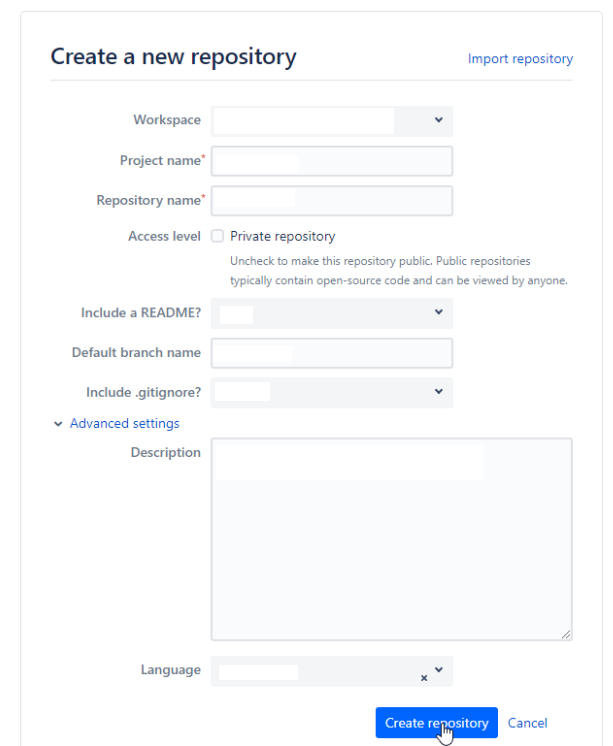 Create a new repository
Import repository
Workspace
Project name*
Repository name*
Access level
Private repository
Uncheck to make this repository public. Public repositories
typically contain open-source code and can be viewed by anyone.
Include a README?
Default branch name
Include .gitignore?
Advanced settings
Description
Language
Create repository
Cancel